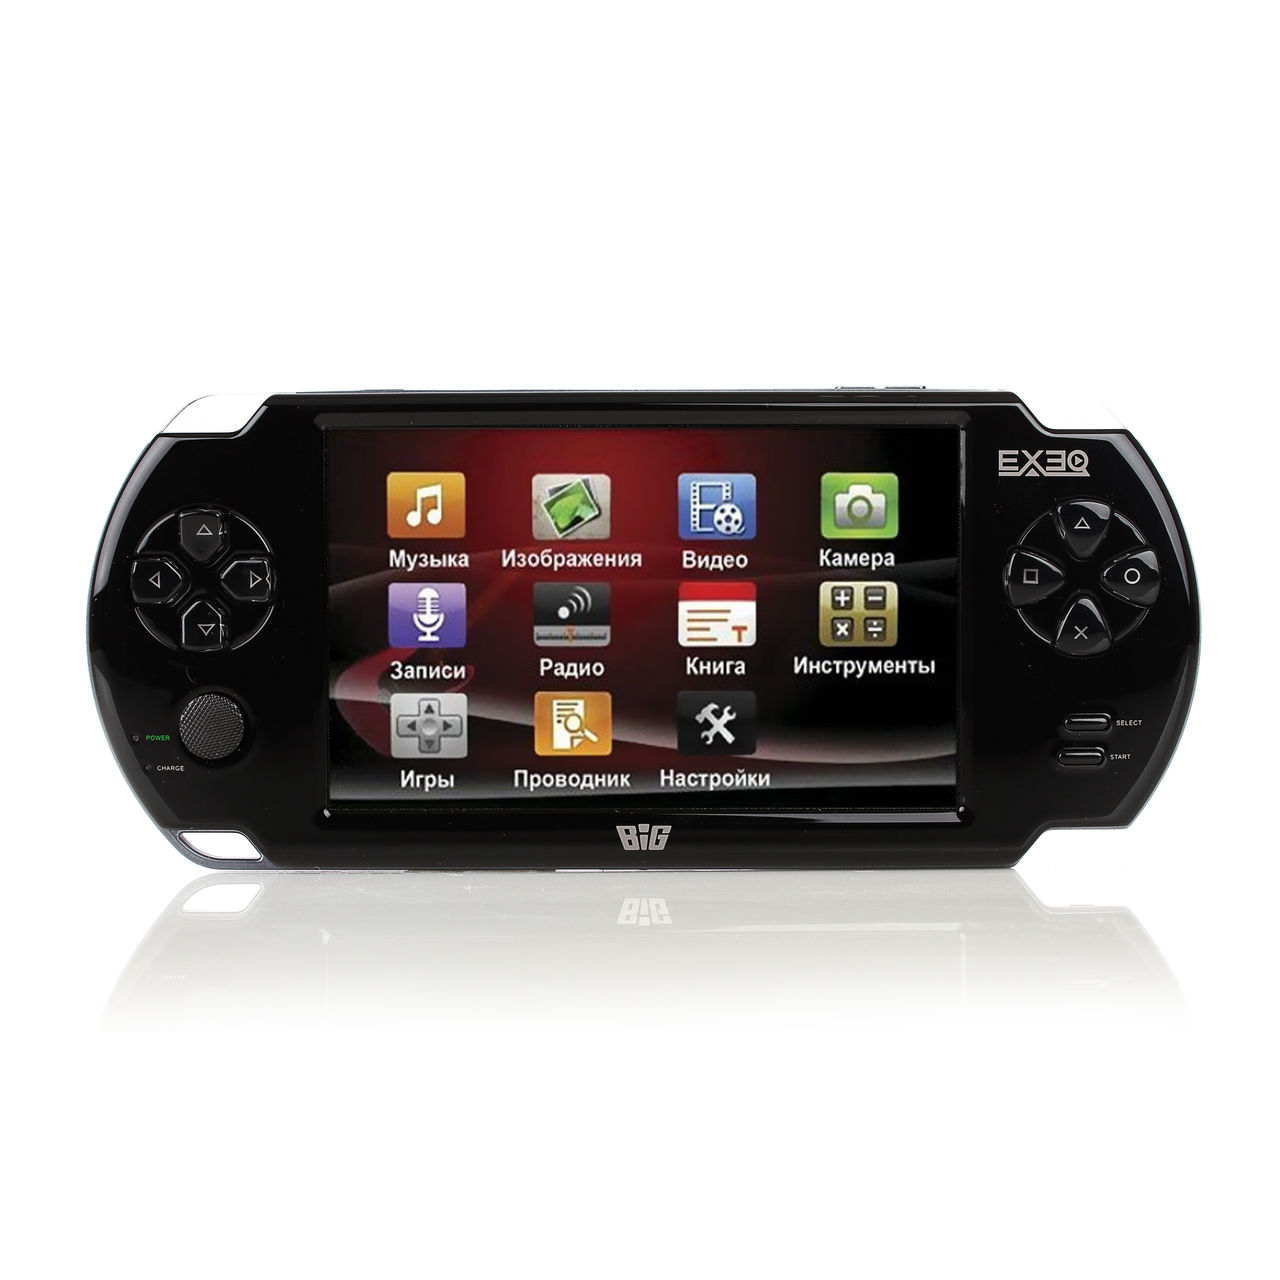 EXEQ
Музыка Изображения Видео Камера
Записи Радио Книга Инструменты
Игры Проводник Настройки
POWER
CHARGE
SELECT
START
BiG